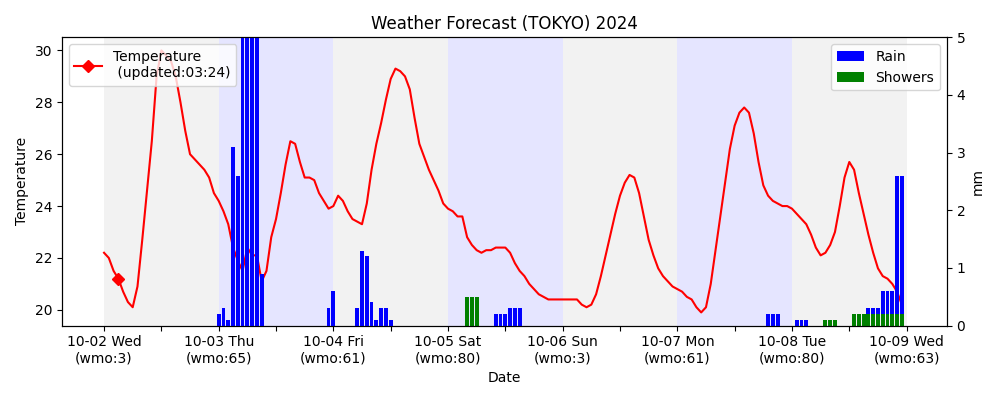 Weather Forecast (TOKYO) 2024
Temperature
(updated:03:24)
Rain
Showers
30
28
26
24
22
20
Temperature
5
4
3
2
1
0
mm
10-02 Wed
(wmo:3)
10-03 Thu
(wmo:65)
10-04 Fri
(wmo:61)
10-05 Sat
(wmo:80)
10-06 Sun
(wmo:3)
10-07 Mon
(wmo:61)
10-08 Tue
(wmo:80)
10-09 Wed
(wmo:63)
Date